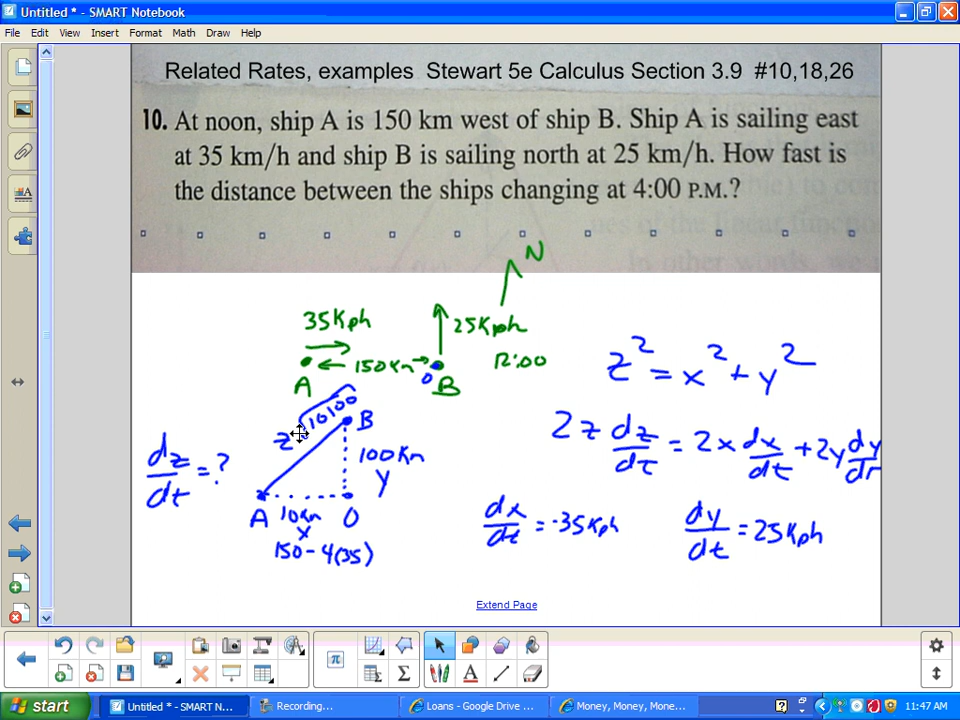 Untitled * - SMART Notebook
File Edit View Insert Format Math Draw Help
Related Rates, examples Stewart 5e Calculus Section 3.9 #10,18,26
10. At noon, ship A is 150 km west of ship B. Ship A is sailing east
at 35 km/h and ship B is sailing north at 25 km/h. How fast is
the distance between the ships changing at 4:00 P.M.?
N
35Kph
25Kph
150Km
12:00
A
0
B
z² = x² + y²
10100
B
z
dz/dt = ?
100Km
y
2z dz/dt = 2x dx/dt + 2y dy/dt
A 10Km O
x
150-4(35)
dx/dt = -35Kph
dy/dt = 25Kph
Extend Page
π
Σ
A
start
Untitled * - SMART N...
Recording...
Loans - Google Drive ...
Money, Money, Mone...
?
11:47 AM